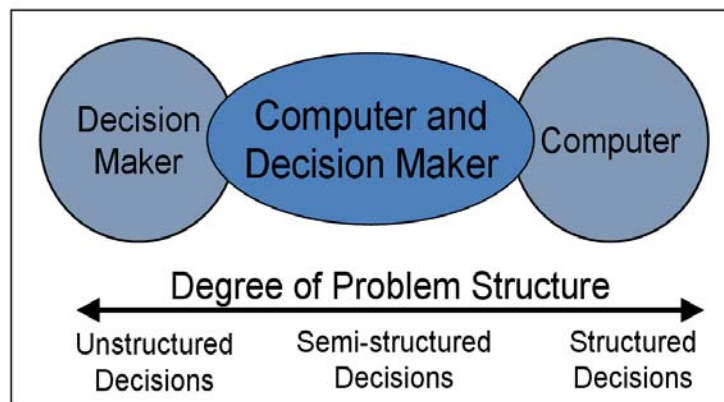 Decision
Maker
Computer and
Decision Maker
Computer
Degree of Problem Structure
Unstructured
Decisions
Semi-structured
Decisions
Structured
Decisions